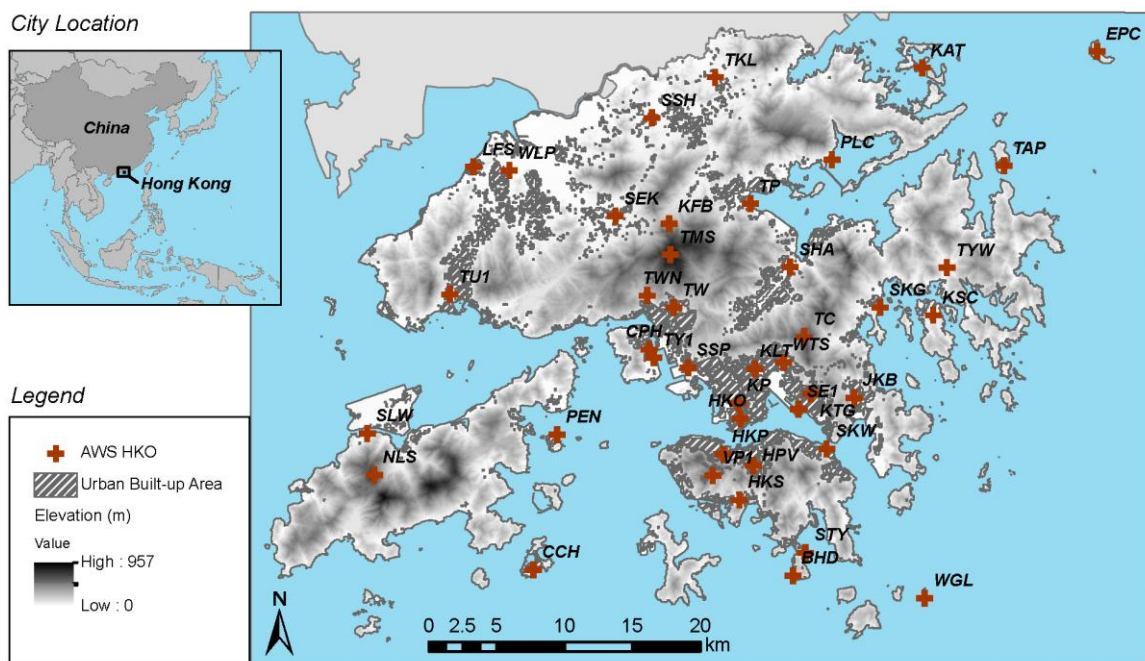 City Location
China
Hong Kong
Legend
AWS HKO
Urban Built-up Area
Elevation (m)
Value
High : 957
Low : 0
EPC
KAT
TKL
SSH
PLC
TAP
LFS
WLP
TP
SEK
KFB
TMS
SHA
TYW
TU1
TWN
TW
SKG
KSC
TC
CPH
TY1
SSP
KLT
WTS
KP
SE1
JKB
HKO
KTG
SLW
PEN
HKP
SKW
NLS
VP1
HPV
HKS
STY
CCH
BHD
WGL
N
0 2.5 5 10 15 20
km